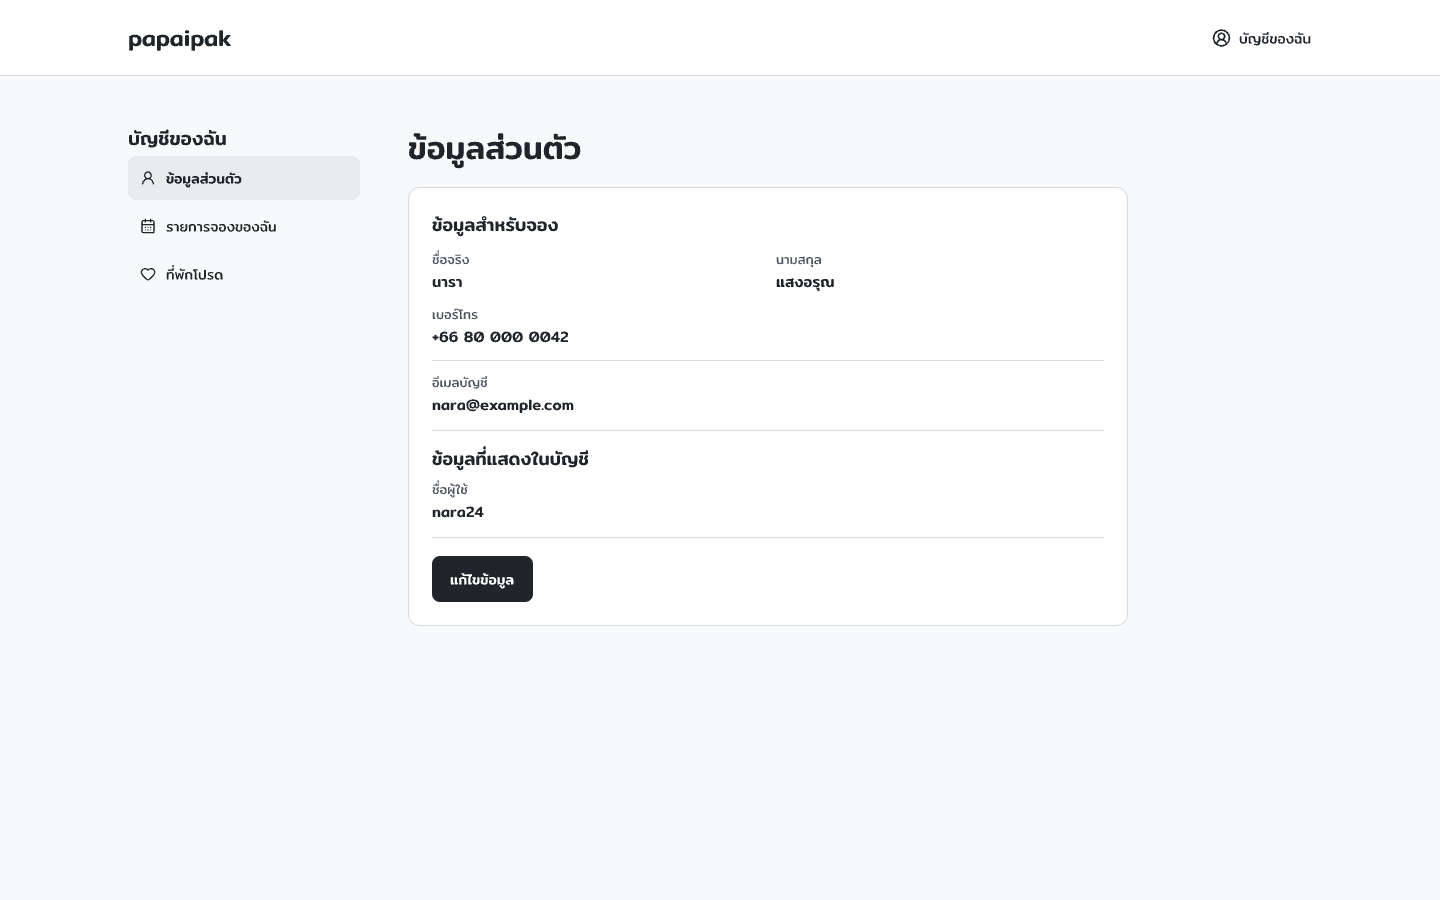 papaipak
บัญชีของฉัน
บัญชีของฉัน
ข้อมูลส่วนตัว
รายการจองของฉัน
ที่พักโปรด
ข้อมูลส่วนตัว
ข้อมูลสำหรับจอง
ชื่อจริง
นารา
นามสกุล
แสงอรุณ
เบอร์โทร
+66 80 000 0042
อีเมลบัญชี
nara@example.com
ข้อมูลที่แสดงในบัญชี
ชื่อผู้ใช้
nara24
แก้ไขข้อมูล